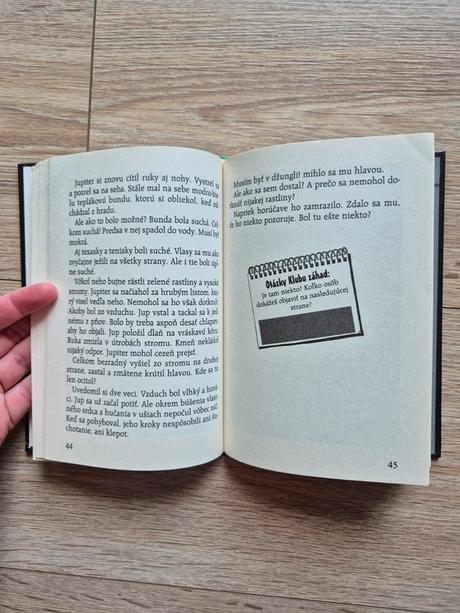 Jupiter si znovu cítil ruky aj nohy. Vystrel sa
a pozrel sa na seba. Stále mal na sebe modro-bie-
lu teplákovú bundu, ktorú si obliekol, keď od-
chádzal z hradu.
Ale ako to bolo možné? Bunda bola suchá. Cel-
kom suchá! Predsa v nej spadol do vody. Musí byť
mokrá.
Aj texasky a tenisky boli suché. Vlasy sa mu ako
zvyčajne ježili na všetky strany. Ale i tie boli úpl-
ne suché.
Vôkol neho bujne rástli zelené rastliny a vysoké
stromy. Jupiter sa načiahol za hrubým listom, kto-
rý visel vedľa neho. Nemohol sa ho však dotknúť.
Akoby bol zo vzduchu. Jup vstal a tackal sa k jed-
nému z pňov. Bolo by treba aspoň desať chlapov,
aby ho objali. Jup položil dlaň na vráskavú kôru.
Ruka zmizla v útrobách stromu. Kmeň nekládol
nijaký odpor. Jupiter mohol cezeň prejsť.
Celkom bezradný vyšiel zo stromu na druhej
strane, zastal a zmätene krútil hlavou. Kde sa to
len ocitol?
Uvedomil si dve veci. Vzduch bol vlhký a horú-
ci. Jup sa už začal potiť. Ale okrem búšenia vlast-
ného srdca a hučania v ušiach nepočul vôbec nič.
Keď sa pohyboval, jeho kroky nespôsobili ani šu-
chotanie, ani klepot.
44
Musím byť v džungli! mihlo sa mu hlavou.
Ale ako sa sem dostal? A prečo sa nemohol do-
tknúť nijakej rastliny?
Napriek horúčave ho zamrazilo. Zdalo sa mu,
že ho niekto pozoruje. Bol tu ešte niekto?
Otázky Klubu záhad:
Je tam niekto? Koľko osôb
dokážeš objaviť na nasledujúcej
strane?
45